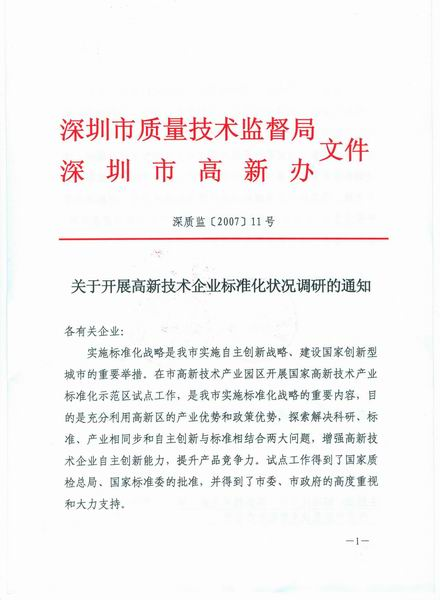 深圳市质量技术监督局
深圳市高新办
文件
深质监〔2007〕11号
关于开展高新技术企业标准化状况调研的通知
各有关企业：
实施标准化战略是我市实施自主创新战略、建设国家创新型
城市的重要举措。在市高新技术产业园区开展国家高新技术产业
标准化示范区试点工作，是我市实施标准化战略的重要内容，目
的是充分利用高新区的产业优势和政策优势，探索解决科研、标
准、产业相同步和自主创新与标准相结合两大问题，增强高新技
术企业自主创新能力，提升产品竞争力。试点工作得到了国家质
检总局、国家标准委的批准，并得到了市委、市政府的高度重视
和大力支持。
—1—